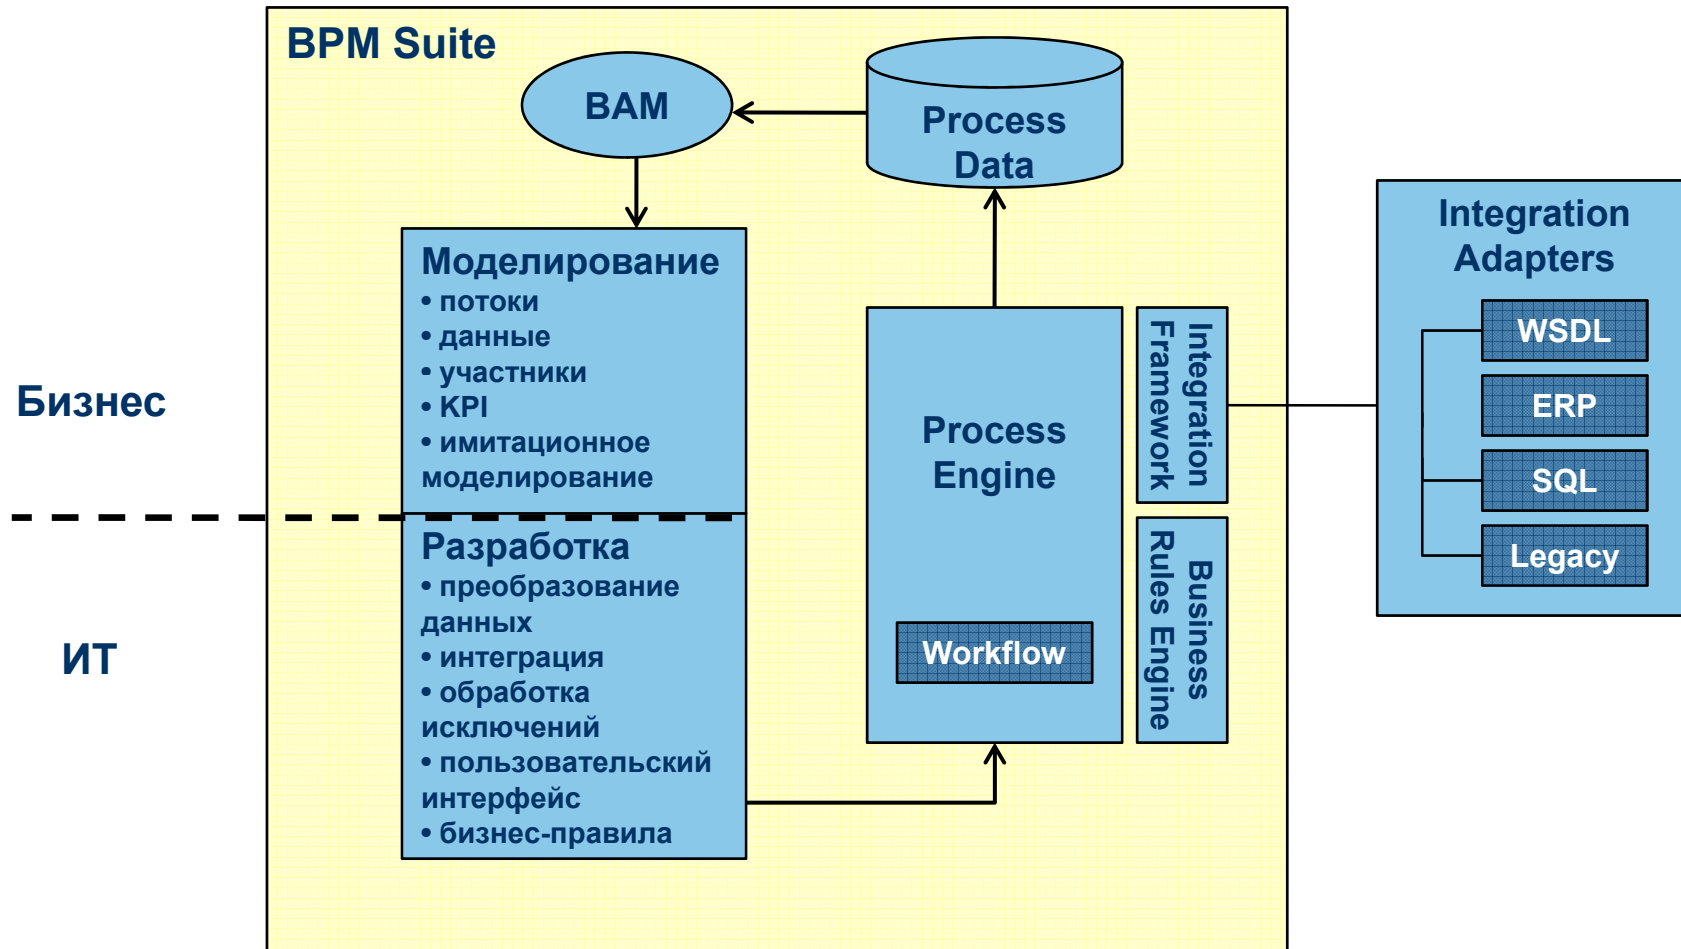 BPM Suite
BAM
Process
Data
Integration
Adapters
WSDL
ERP
SQL
Legacy
Моделирование
• потоки
• данные
• участники
• KPI
• имитационное
моделирование
Бизнес
Process
Engine
Integration
Framework
Разработка
• преобразование
данных
• интеграция
• обработка
исключений
• пользовательский
интерфейс
• бизнес-правила
ИТ
Workflow
Business
Rules Engine